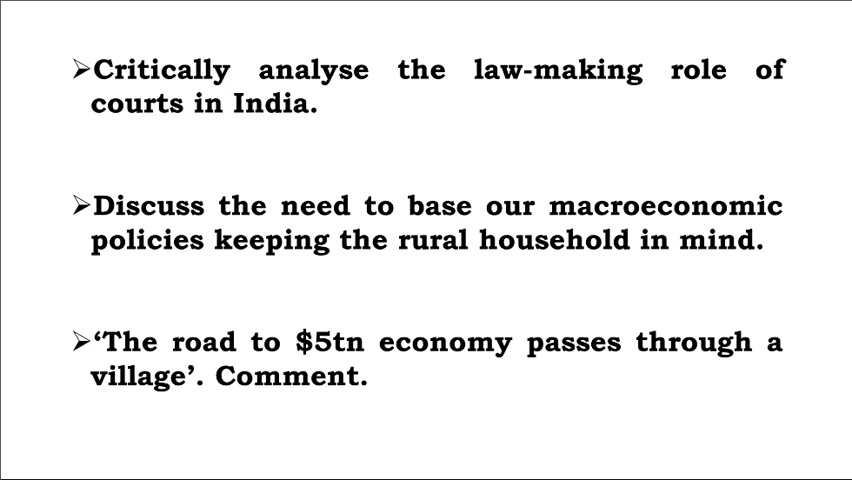 ➢Critically analyse the law-making role of
courts in India.
➢Discuss the need to base our macroeconomic
policies keeping the rural household in mind.
➢‘The road to $5tn economy passes through a
village’. Comment.